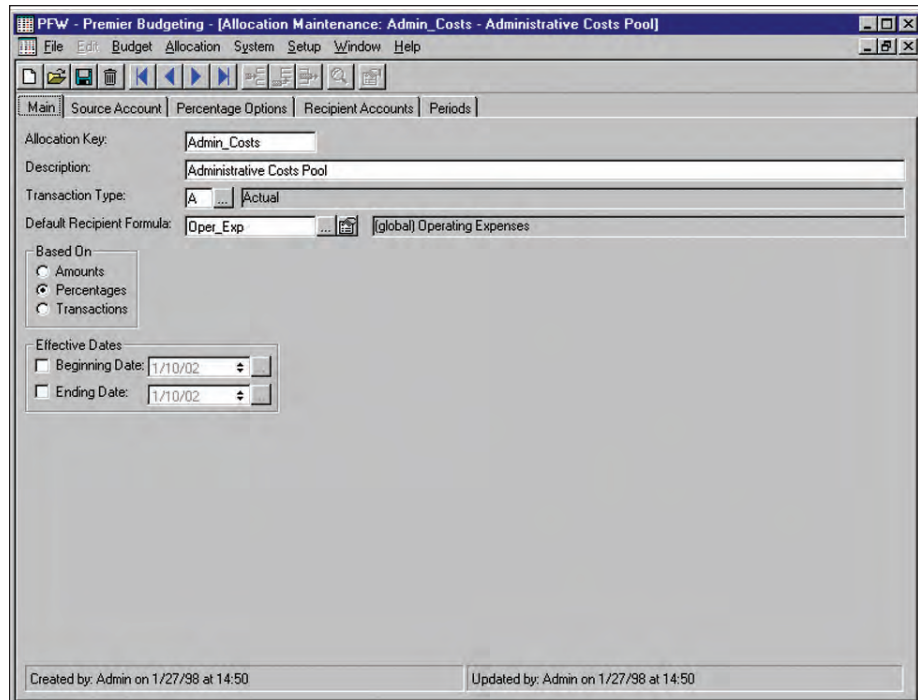 PFW - Premier Budgeting - [Allocation Maintenance: Admin_Costs - Administrative Costs Pool]
File Edit Budget Allocation System Setup Window Help
Main Source Account Percentage Options Recipient Accounts Periods
Allocation Key: Admin_Costs
Description: Administrative Costs Pool
Transaction Type: A ... Actual
Default Recipient Formula: Oper_Exp ... (global) Operating Expenses
Based On
Amounts
Percentages
Transactions
Effective Dates
Beginning Date: 1/10/02 ...
Ending Date: 1/10/02 ...
Created by: Admin on 1/27/98 at 14:50 Updated by: Admin on 1/27/98 at 14:50